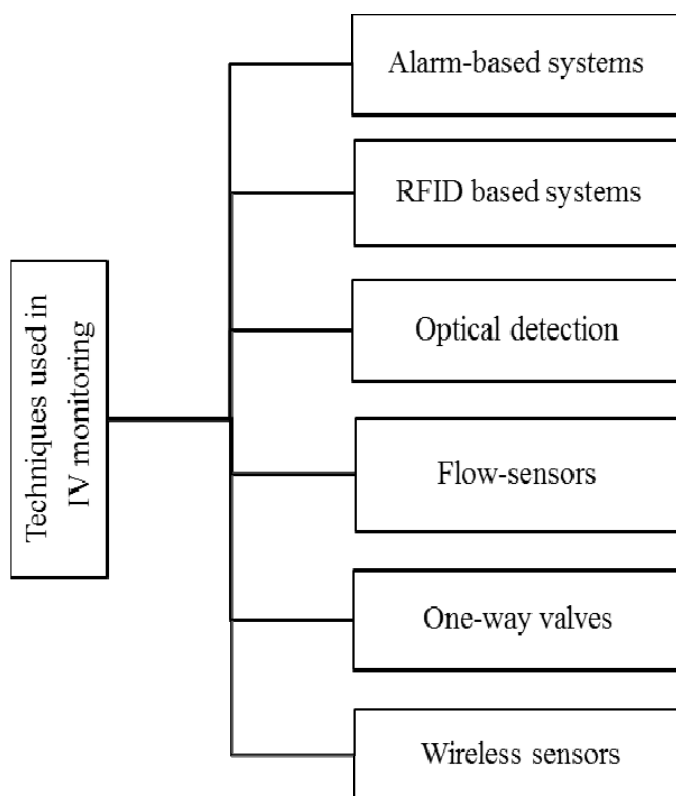 Techniques used in
IV monitoring
Alarm-based systems
RFID based systems
Optical detection
Flow-sensors
One-way valves
Wireless sensors